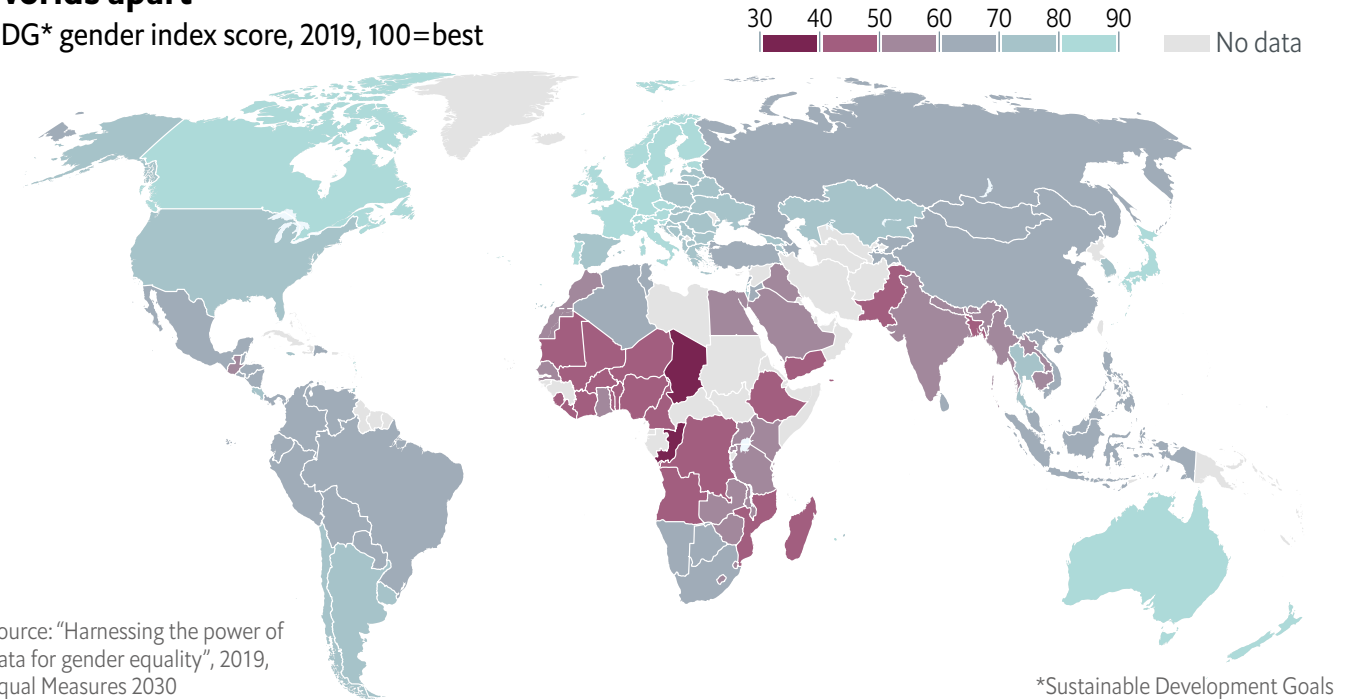 apart
DG* gender index score, 2019, 100=best
30 40 50 60 70 80 90
No data
ource: “Harnessing the power of
ata for gender equality”, 2019,
qual Measures 2030
*Sustainable Development Goals